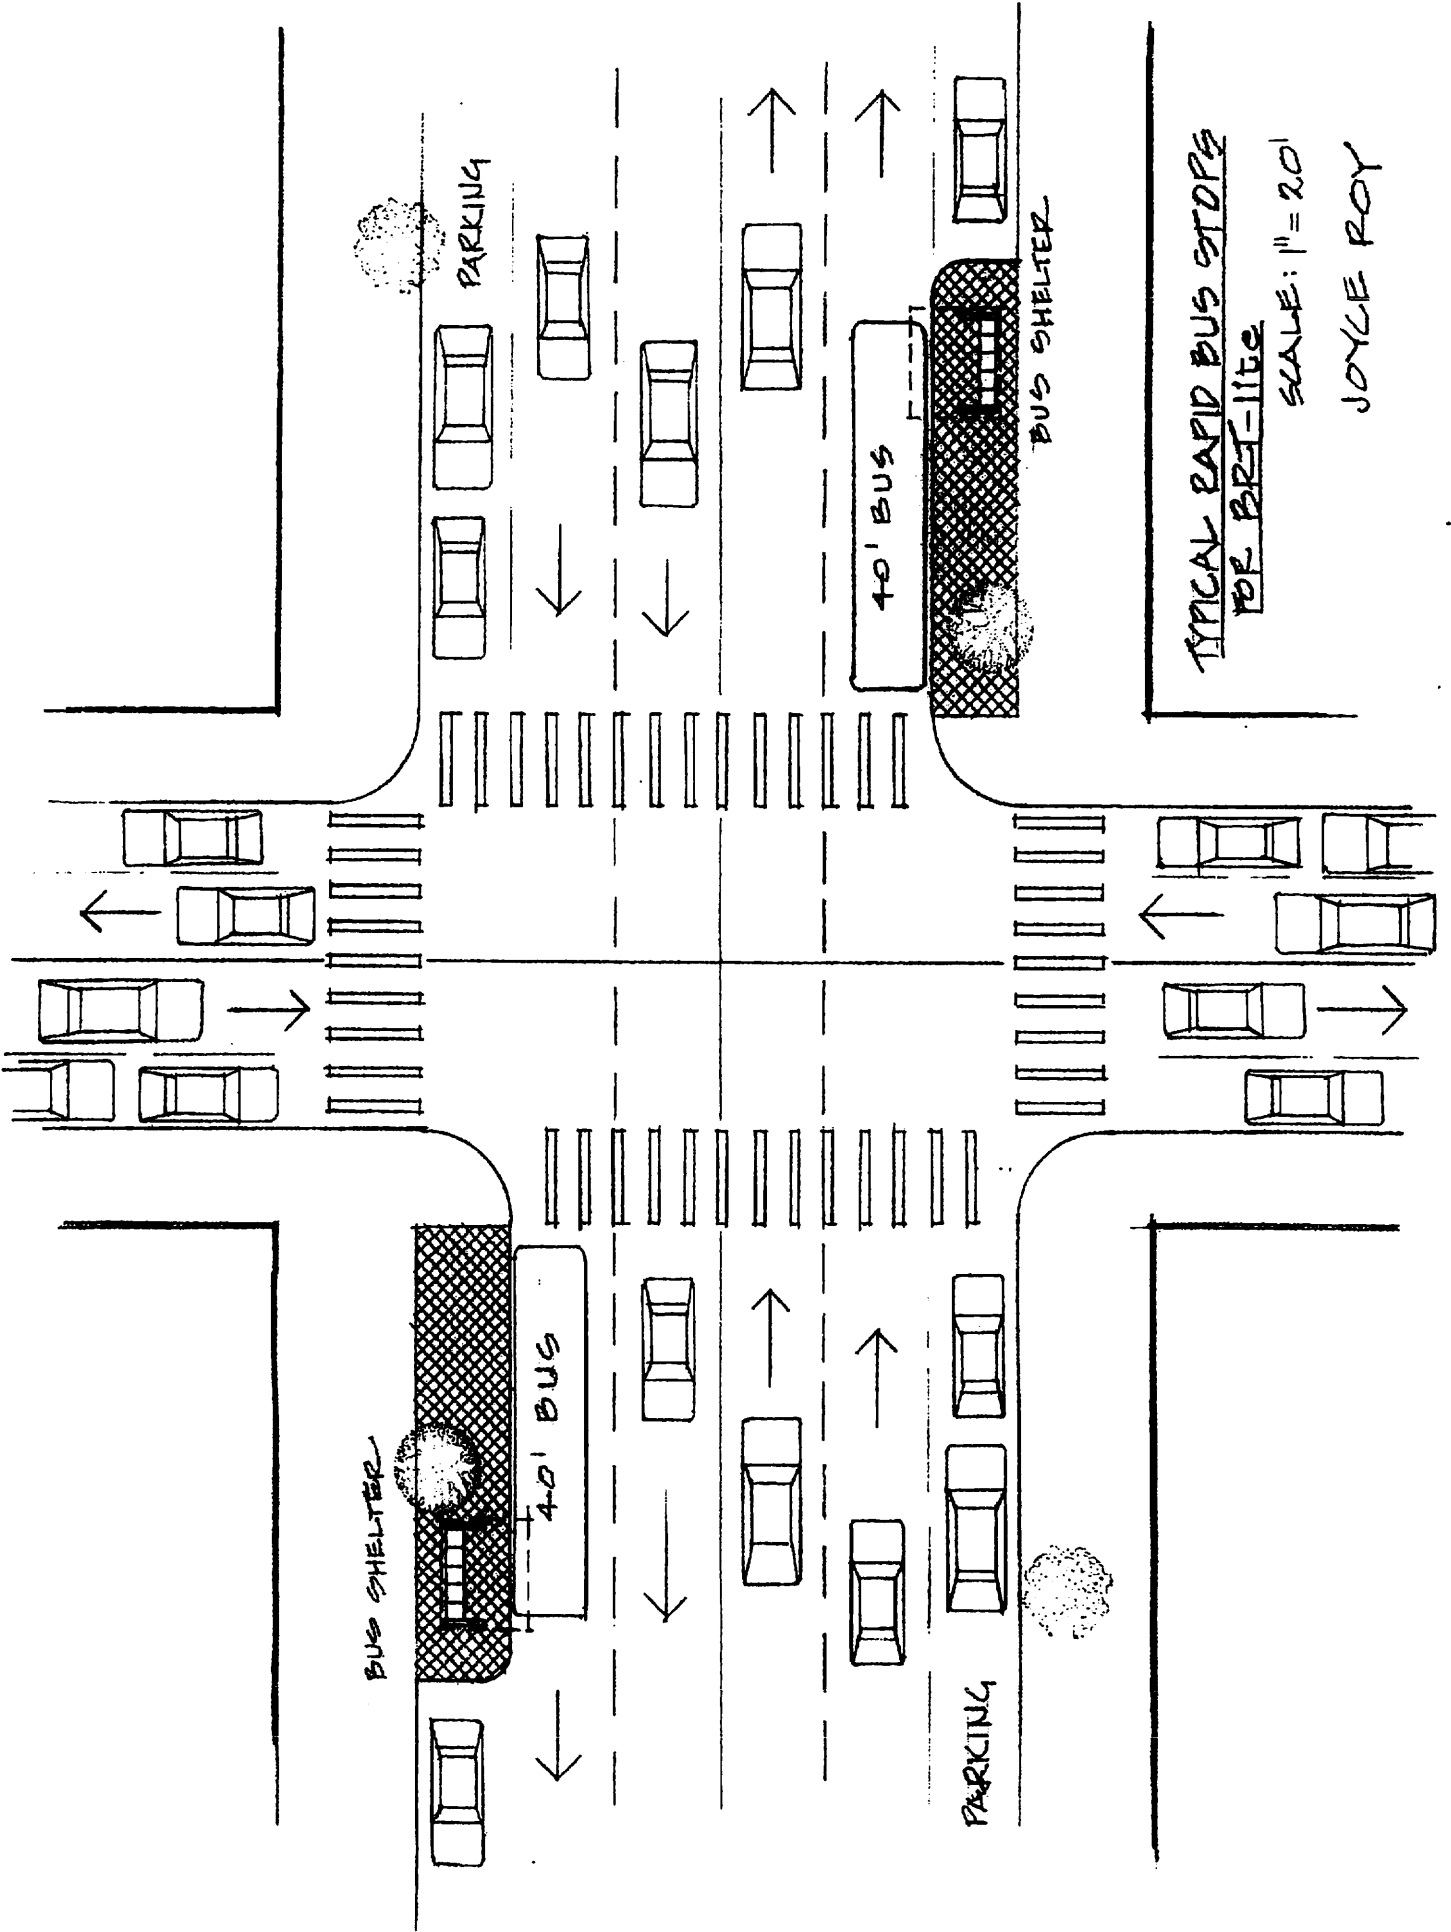 PARKING
BUS SHELTER
40' BUS
TYPICAL RAPID BUS STOPS
FOR BRT-lite
SCALE: 1"=20'
JOYCE ROY
BUS SHELTER
40' BUS
PARKING